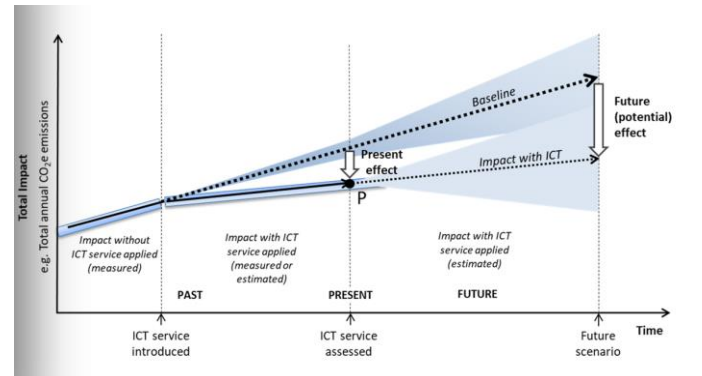 Total Impact
e.g. Total annual CO₂e emissions
Baseline
Future
(potential)
effect
Present
effect
Impact with ICT
P
Impact without
ICT service applied
(measured)
Impact with ICT
service applied
(measured or
estimated)
Impact with ICT
service applied
(estimated)
PAST
PRESENT
FUTURE
Time
ICT service
introduced
ICT service
assessed
Future
scenario